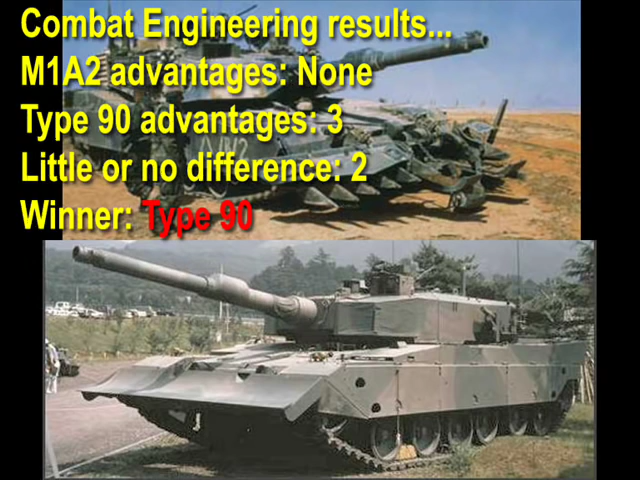 Combat Engineering results...
M1A2 advantages: None
Type 90 advantages: 3
Little or no difference: 2
Winner: Type 90